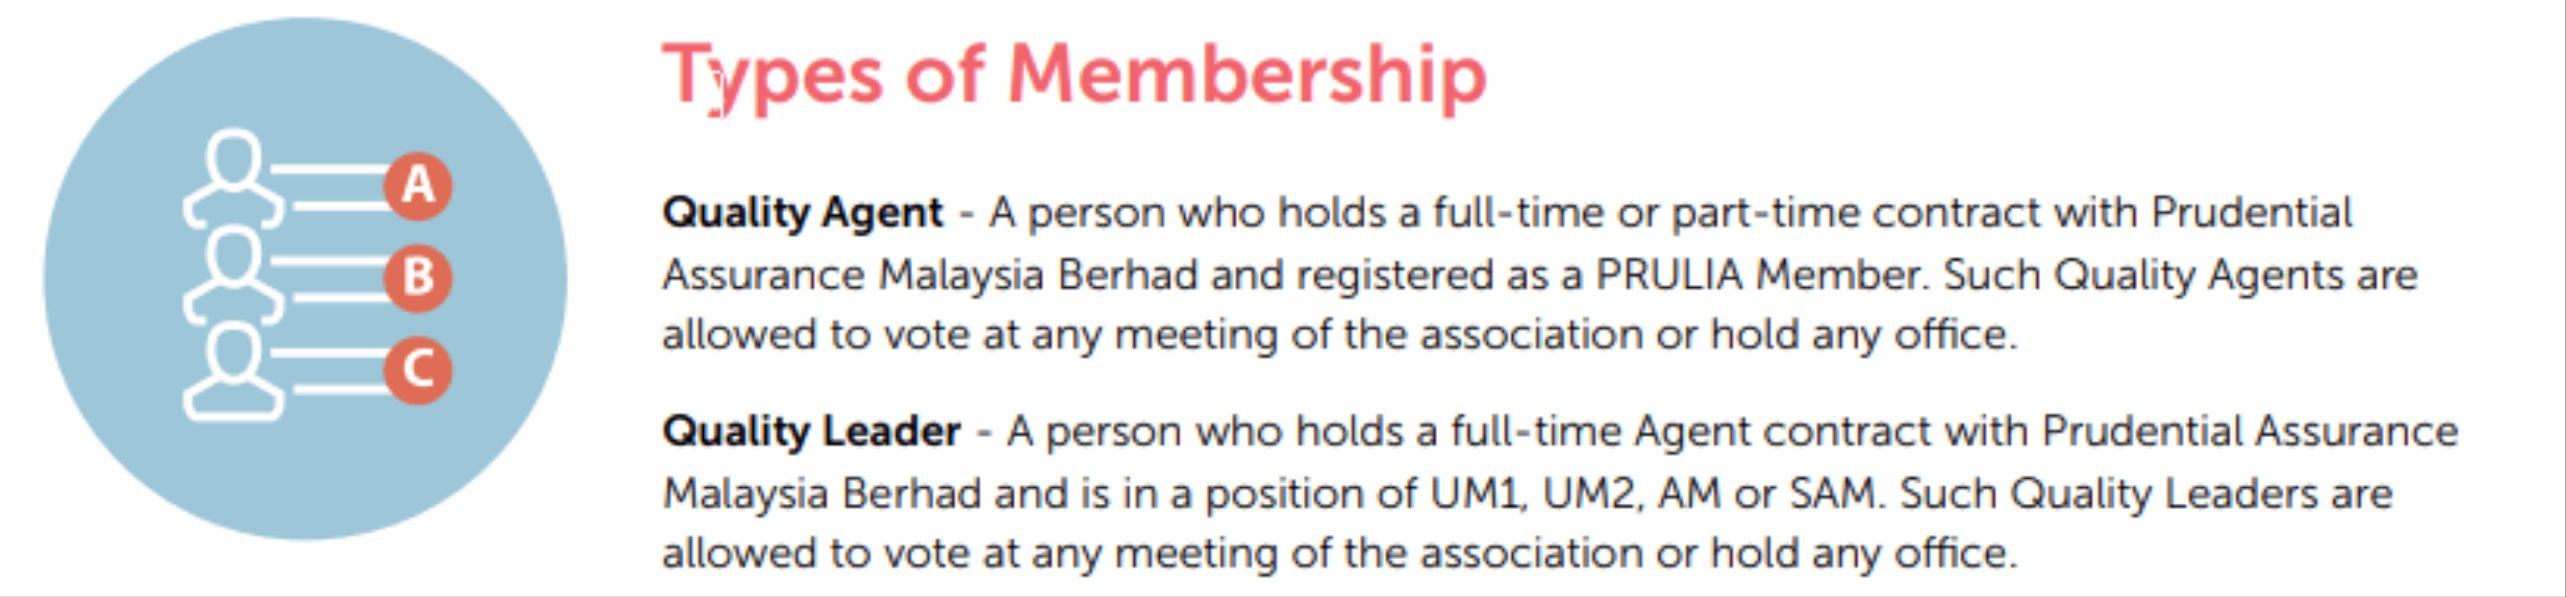 Types of Membership
A
B
C
Quality Agent - A person who holds a full-time or part-time contract with Prudential
Assurance Malaysia Berhad and registered as a PRULIA Member. Such Quality Agents are
allowed to vote at any meeting of the association or hold any office.
Quality Leader - A person who holds a full-time Agent contract with Prudential Assurance
Malaysia Berhad and is in a position of UM1, UM2, AM or SAM. Such Quality Leaders are
allowed to vote at any meeting of the association or hold any office.